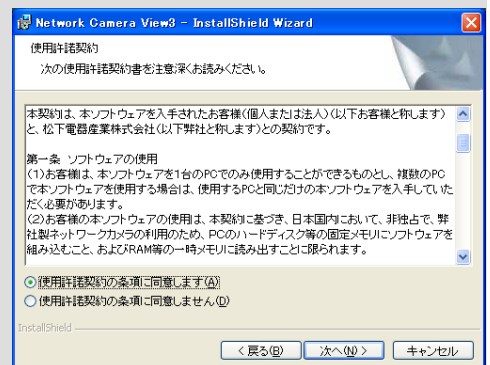 Network Camera View3 - InstallShield Wizard
使用許諾契約
次の使用許諾契約書を注意深くお読みください。
本契約は、本ソフトウェアを入手されたお客様(個人または法人)(以下お客様と称します)
と、松下電器産業株式会社(以下弊社と称します)との契約です。
第一条 ソフトウェアの使用
(1)お客様は、本ソフトウェアを1台のPCでのみ使用することができるものとし、複数のPC
で本ソフトウェアを使用する場合は、使用するPCと同じだけの本ソフトウェアを入手していた
だく必要があります。
(2)お客様の本ソフトウェアの使用は、本契約に基づき、日本国内において、非独占で、弊
社製ネットワークカメラの利用のため、PCのハードディスク等の固定メモリにソフトウェアを
組み込むこと、およびRAM等の一時メモリに読み出すことに限られます。
使用許諾契約の条項に同意します(A)
使用許諾契約の条項に同意しません(D)
InstallShield
< 戻る(B)
次へ(N) >
キャンセル